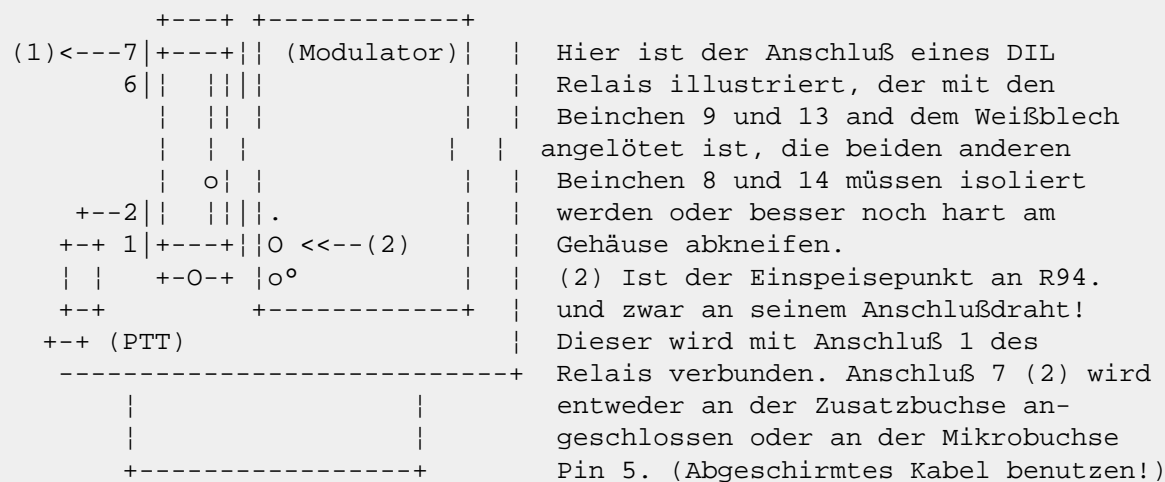 +---+ +------------+
(1)<---7|+---+|| (Modulator)¦  ¦  Hier ist der Anschluß eines DIL
       6||  ||||            ¦  ¦  Relais illustriert, der mit den
         ¦  ¦¦ ¦            ¦  ¦  Beinchen 9 und 13 and dem Weißblech
         ¦  ¦ ¦            ¦  ¦  angelötet ist, die beiden anderen
         ¦  o¦ ¦            ¦  ¦  Beinchen 8 und 14 müssen isoliert
    +--2||  ||||.           ¦  ¦  werden oder besser noch hart am
   +-+ 1|+---+||O <<--(2)   ¦  ¦  Gehäuse abkneifen.
   ¦ ¦   +-O-+ |oº          ¦  ¦  (2) Ist der Einspeisepunkt an R94.
   +-+         +------------+  ¦  und zwar an seinem Anschlußdraht!
  +-+ (PTT)                    ¦  Dieser wird mit Anschluß 1 des
   ----------------------------+  Relais verbunden. Anschluß 7 (2) wird
       ¦                 ¦        entweder an der Zusatzbuchse an-
       ¦                 ¦        geschlossen oder an der Mikrobuchse
       +-----------------+        Pin 5. (Abgeschirmtes Kabel benutzen!)